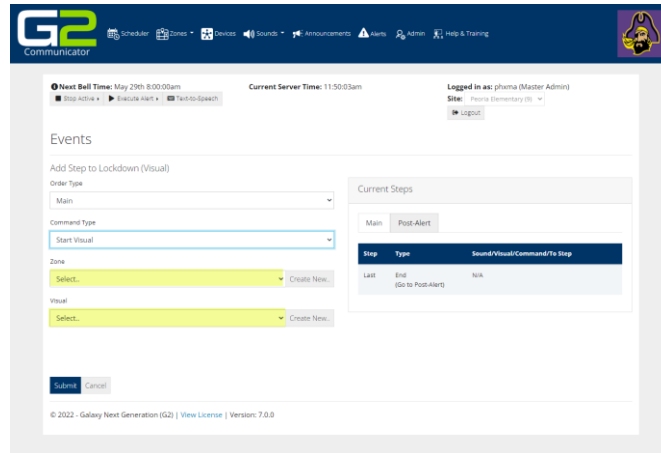 G2
Communicator
Scheduler Zones Devices Sounds Announcements Alerts Admin Help & Training
Next Bell Time: May 29th 8:00:00am Current Server Time: 11:50:03am Logged in as: phxma (Master Admin)
Stop Active Execute Alert Text-to-Speech Site: Peoria Elementary (9)
Logout
Events
Add Step to Lockdown (Visual)
Order Type
Main
Command Type
Start Visual
Zone
Select.. Create New..
Visual
Select.. Create New..
Current Steps
Main Post-Alert
Step Type Sound/Visual/Command/To Step
Last End N/A
(Go to Post-Alert)
Submit Cancel
© 2022 - Galaxy Next Generation (G2) | View License | Version: 7.0.0